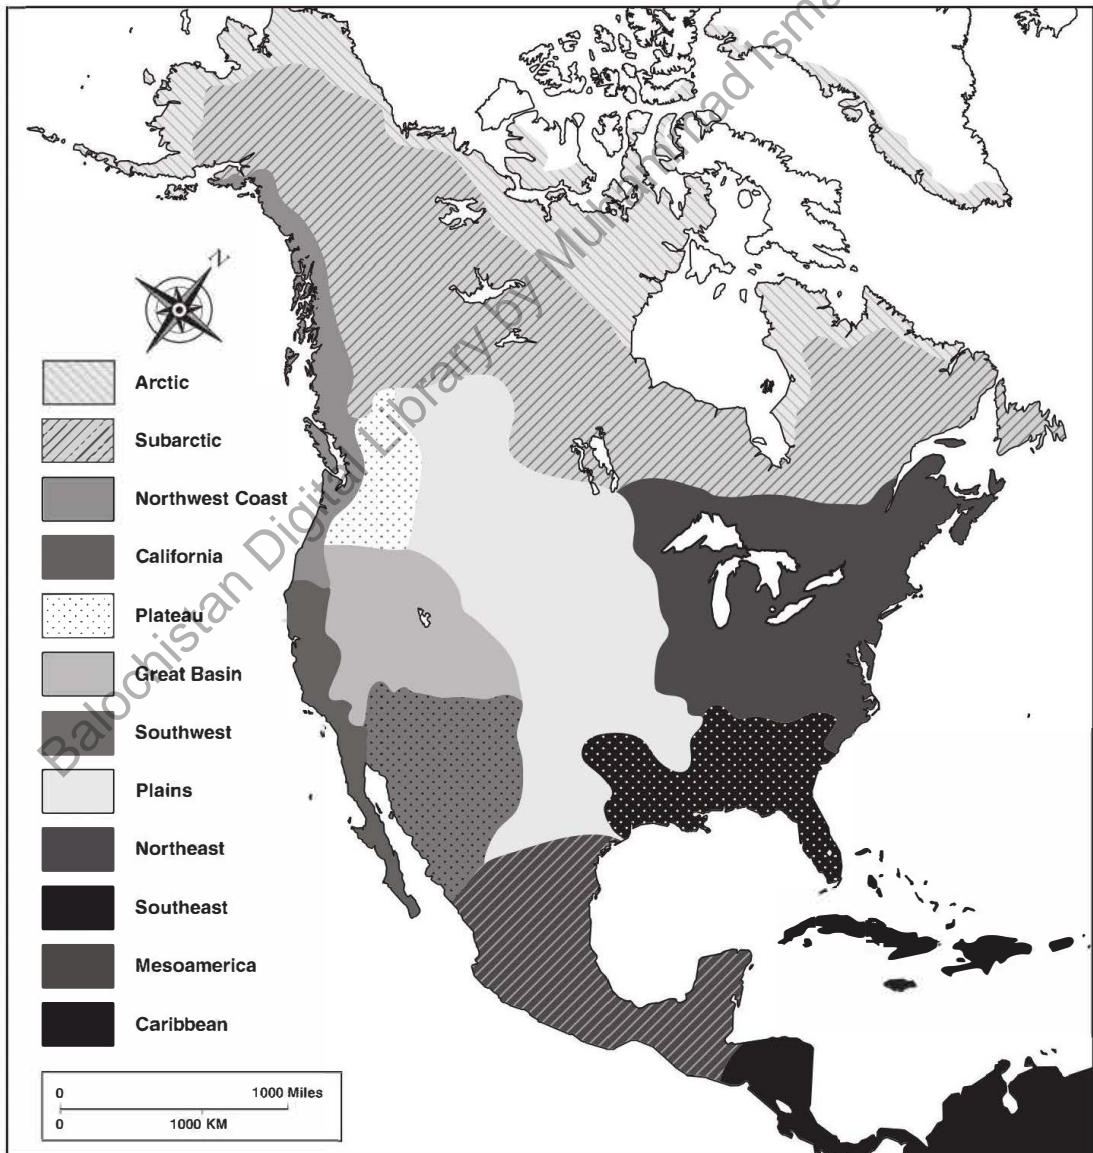 Balochistan Digital Library by Muhammad Isma
N
Arctic
Subarctic
Northwest Coast
California
Plateau
Great Basin
Southwest
Plains
Northeast
Southeast
Mesoamerica
Caribbean
0 1000 Miles
0 1000 KM